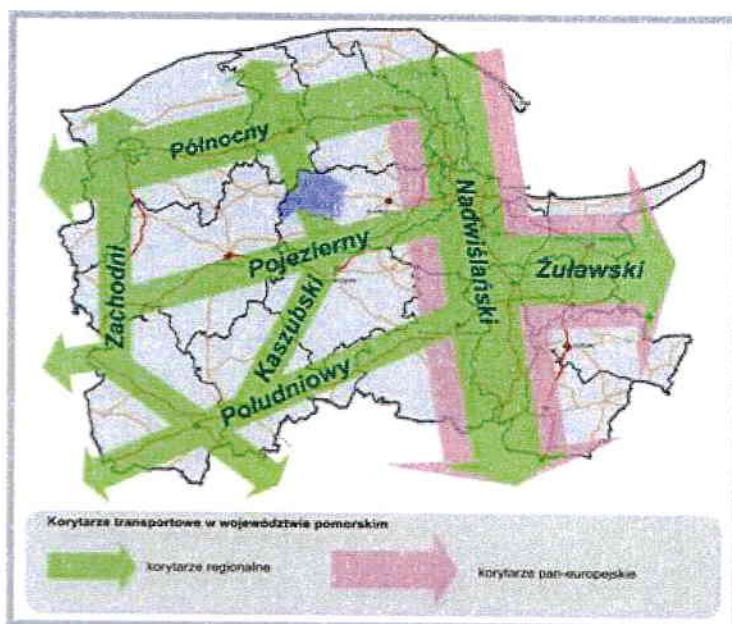 Północny
Nadwiślański
Pojezierny
Żuławski
Zachodni
Kaszubski
Południowy
Korytarze transportowe w województwie pomorskim
korytarze regionalne
korytarze pan-europejskie